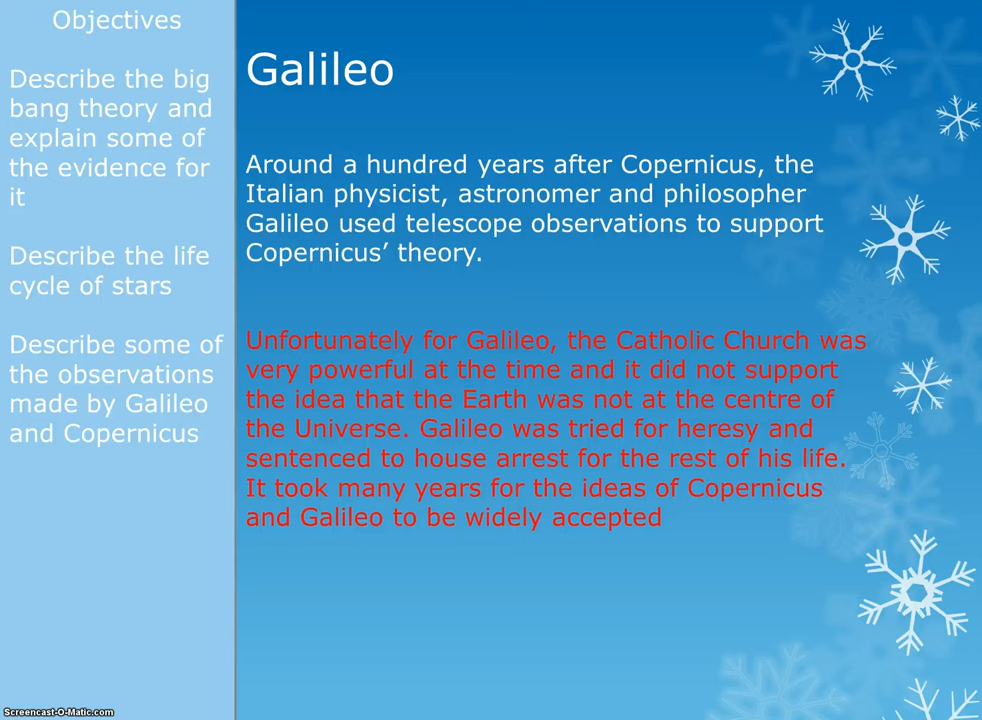 Objectives
Describe the big
bang theory and
explain some of
the evidence for
it
Describe the life
cycle of stars
Describe some of
the observations
made by Galileo
and Copernicus
Galileo
Around a hundred years after Copernicus, the
Italian physicist, astronomer and philosopher
Galileo used telescope observations to support
Copernicus’ theory.
Unfortunately for Galileo, the Catholic Church was
very powerful at the time and it did not support
the idea that the Earth was not at the centre of
the Universe. Galileo was tried for heresy and
sentenced to house arrest for the rest of his life.
It took many years for the ideas of Copernicus
and Galileo to be widely accepted
Screencast-O-Matic.com